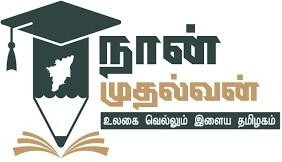 நான்
முதல்வன்
உலகை வெல்லும் இளைய தமிழகம்